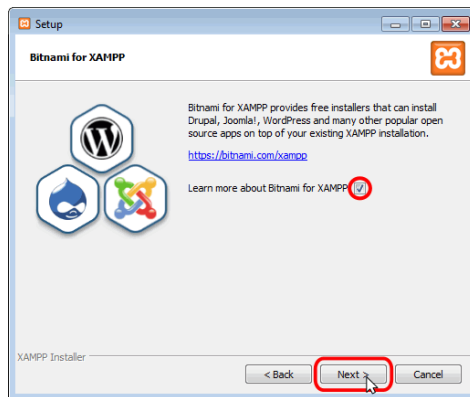 Setup
Bitnami for XAMPP
Bitnami for XAMPP provides free installers that can install
Drupal, Joomla!, WordPress and many other popular open
source apps on top of your existing XAMPP installation.
https://bitnami.com/xampp
Learn more about Bitnami for XAMPP
XAMPP Installer
< Back
Next >
Cancel